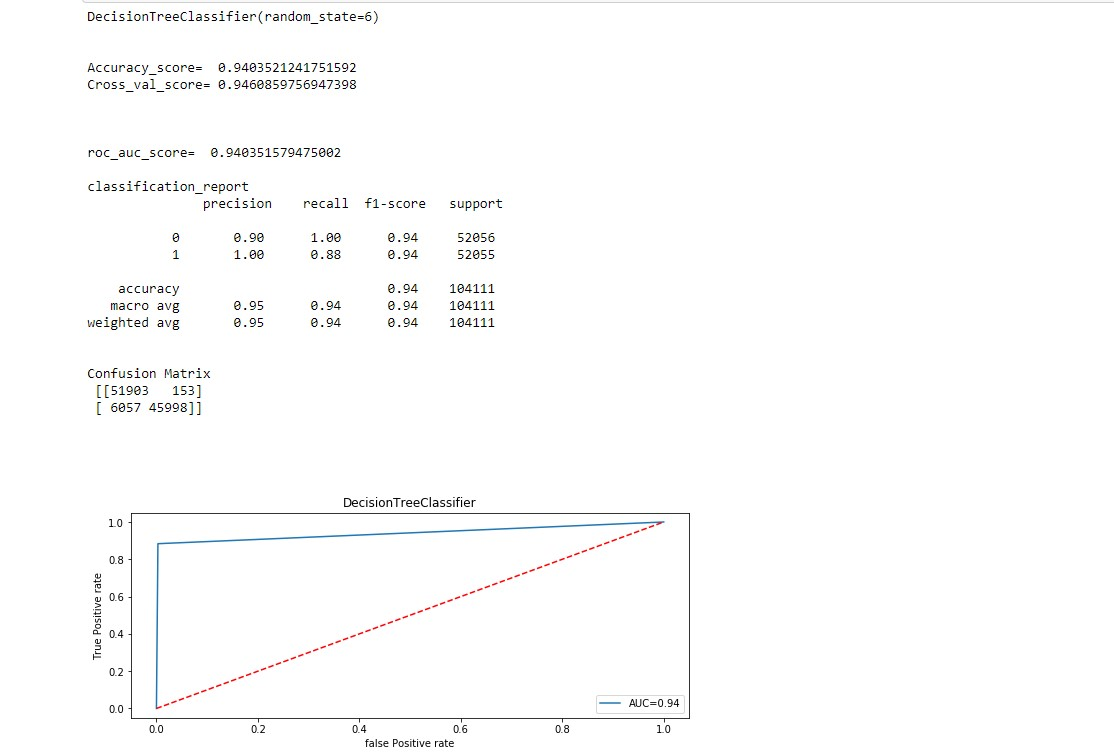 DecisionTreeClassifier(random_state=6)
Accuracy_score=  0.9403521241751592
Cross_val_score= 0.9460859756947398
roc_auc_score=  0.940351579475002
classification_report
precision    recall  f1-score   support
0       0.90      1.00      0.94     52056
1       1.00      0.88      0.94     52055
accuracy                           0.94    104111
macro avg       0.95      0.94      0.94    104111
weighted avg       0.95      0.94      0.94    104111
Confusion Matrix
[[51903   153]
[ 6057 45998]]
DecisionTreeClassifier
1.0
0.8
0.6
0.4
0.2
0.0
True Positive rate
AUC=0.94
0.0 0.2 0.4 0.6 0.8 1.0
false Positive rate